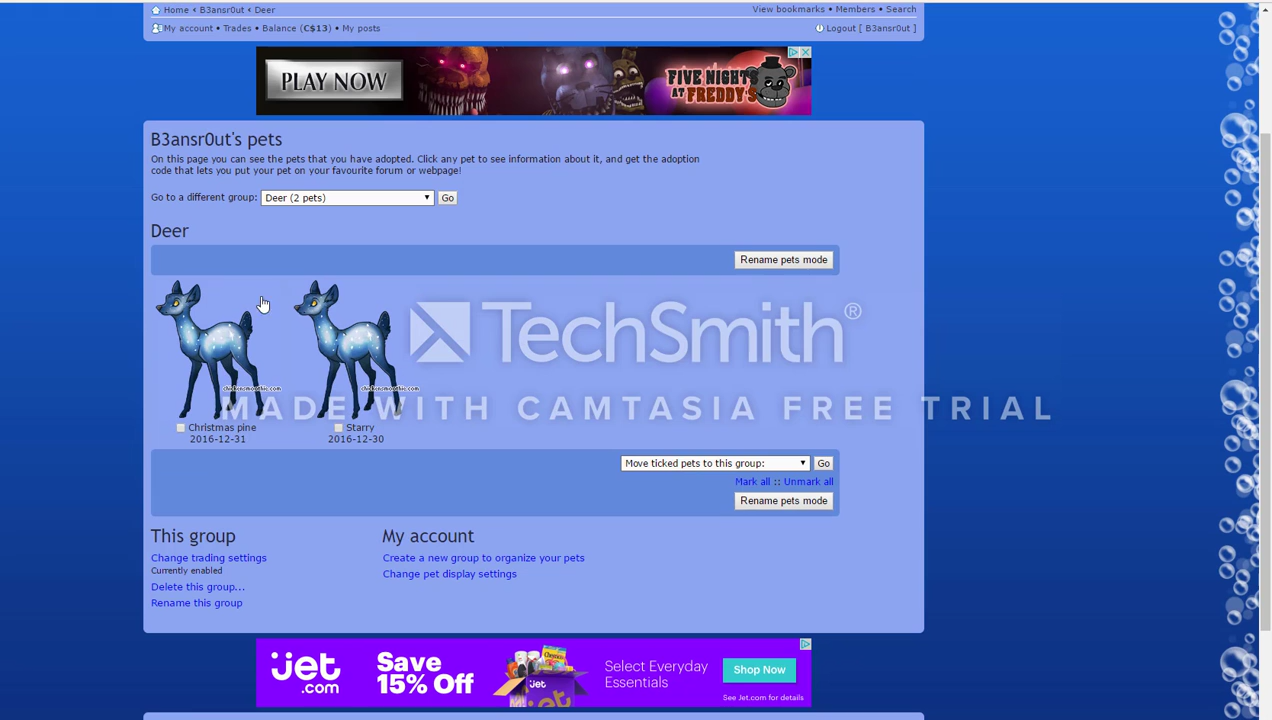 Home ‹ B3ansr0ut ‹ Deer
View bookmarks • Members • Search
My account • Trades • Balance (C$13) • My posts
Logout [ B3ansr0ut ]
PLAY NOW
FIVE NIGHTS
AT FREDDY'S
B3ansr0ut's pets
On this page you can see the pets that you have adopted. Click any pet to see information about it, and get the adoption
code that lets you put your pet on your favourite forum or webpage!
Go to a different group: Deer (2 pets) Go
Deer
Rename pets mode
TechSmith®
chickensmoothie.com
chickensmoothie.com
MADE WITH CAMTASIA FREE TRIAL
Christmas pine
2016-12-31
Starry
2016-12-30
Move ticked pets to this group: Go
Mark all :: Unmark all
Rename pets mode
This group
Change trading settings
Currently enabled
Delete this group...
Rename this group
My account
Create a new group to organize your pets
Change pet display settings
Jet
.com
Save
15% Off
Jet
Select Everyday
Essentials
Shop Now
See Jet.com for details